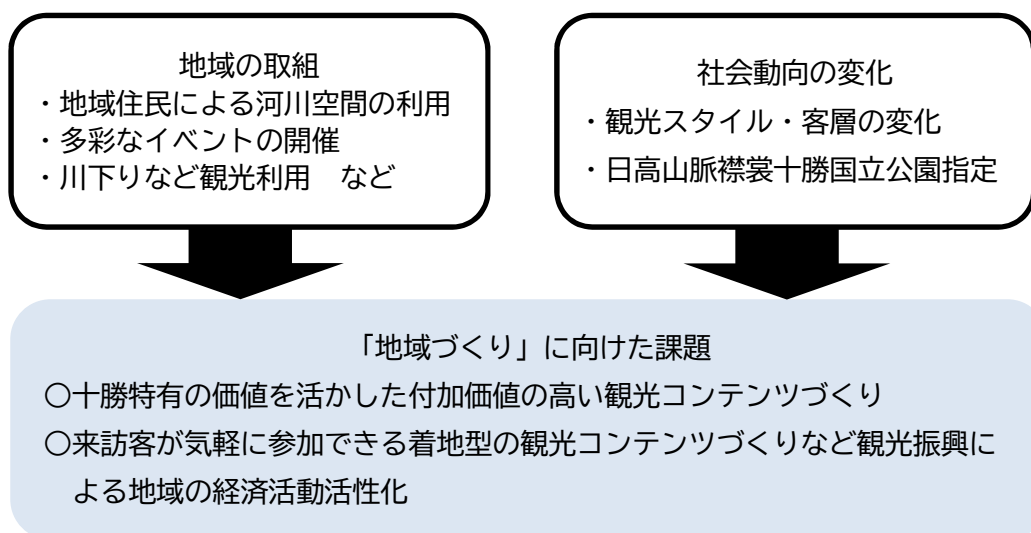 地域の取組
・地域住民による河川空間の利用
・多彩なイベントの開催
・川下りなど観光利用　など
社会動向の変化
・観光スタイル・客層の変化
・日高山脈襟裳十勝国立公園指定
「地域づくり」に向けた課題
〇十勝特有の価値を活かした付加価値の高い観光コンテンツづくり
〇来訪客が気軽に参加できる着地型の観光コンテンツづくりなど観光振興に
よる地域の経済活動活性化